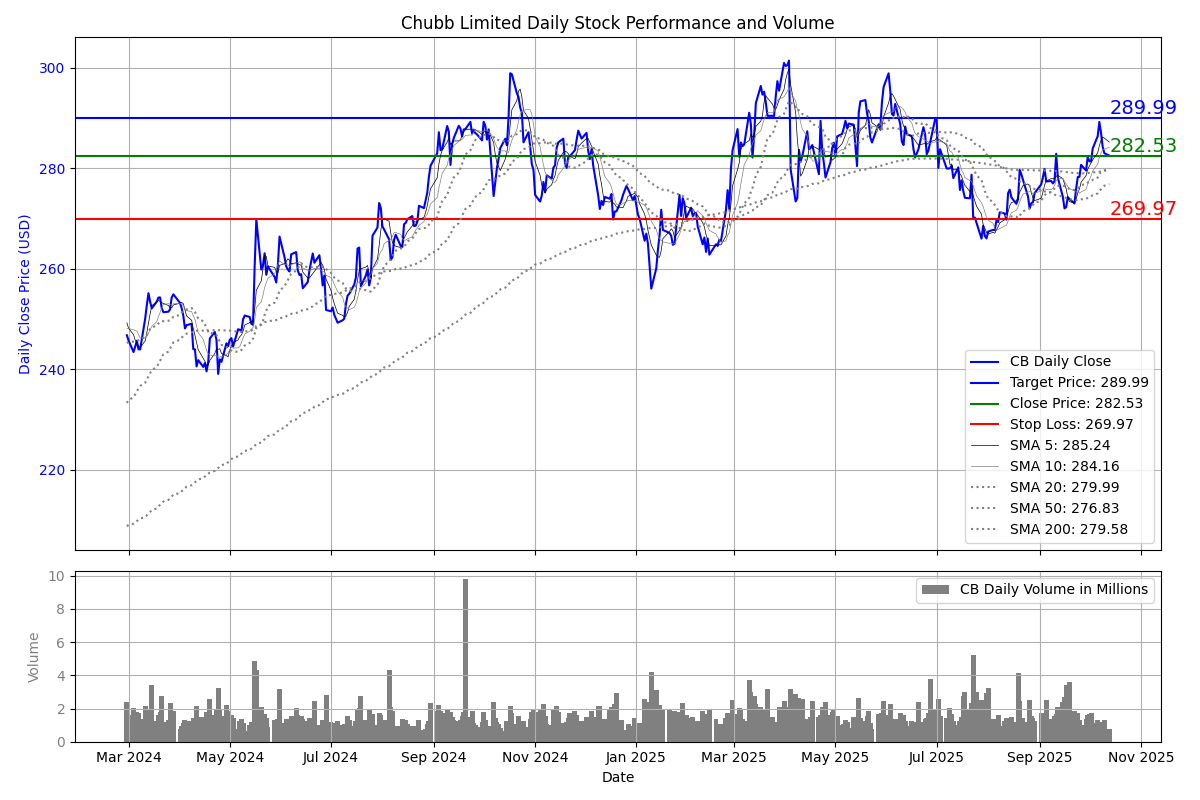 Chubb Limited Daily Stock Performance and Volume
Daily Close Price (USD)
300
280
260
240
220
289.99
282.53
269.97
CB Daily Close
Target Price: 289.99
Close Price: 282.53
Stop Loss: 269.97
SMA 5: 285.24
SMA 10: 284.16
SMA 20: 279.99
SMA 50: 276.83
SMA 200: 279.58
Volume
10
8
6
4
2
0
CB Daily Volume in Millions
Mar 2024
May 2024
Jul 2024
Sep 2024
Nov 2024
Jan 2025
Mar 2025
May 2025
Jul 2025
Sep 2025
Nov 2025
Date